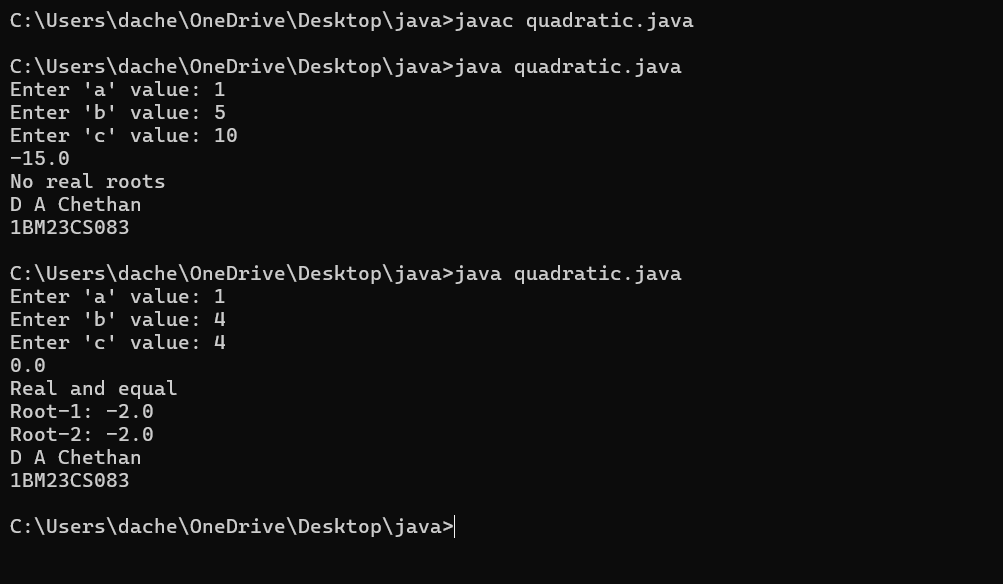 C:\Users\dache\OneDrive\Desktop\java>javac quadratic.java
C:\Users\dache\OneDrive\Desktop\java>java quadratic.java
Enter 'a' value: 1
Enter 'b' value: 5
Enter 'c' value: 10
-15.0
No real roots
D A Chethan
1BM23CS083
C:\Users\dache\OneDrive\Desktop\java>java quadratic.java
Enter 'a' value: 1
Enter 'b' value: 4
Enter 'c' value: 4
0.0
Real and equal
Root-1: -2.0
Root-2: -2.0
D A Chethan
1BM23CS083
C:\Users\dache\OneDrive\Desktop\java>